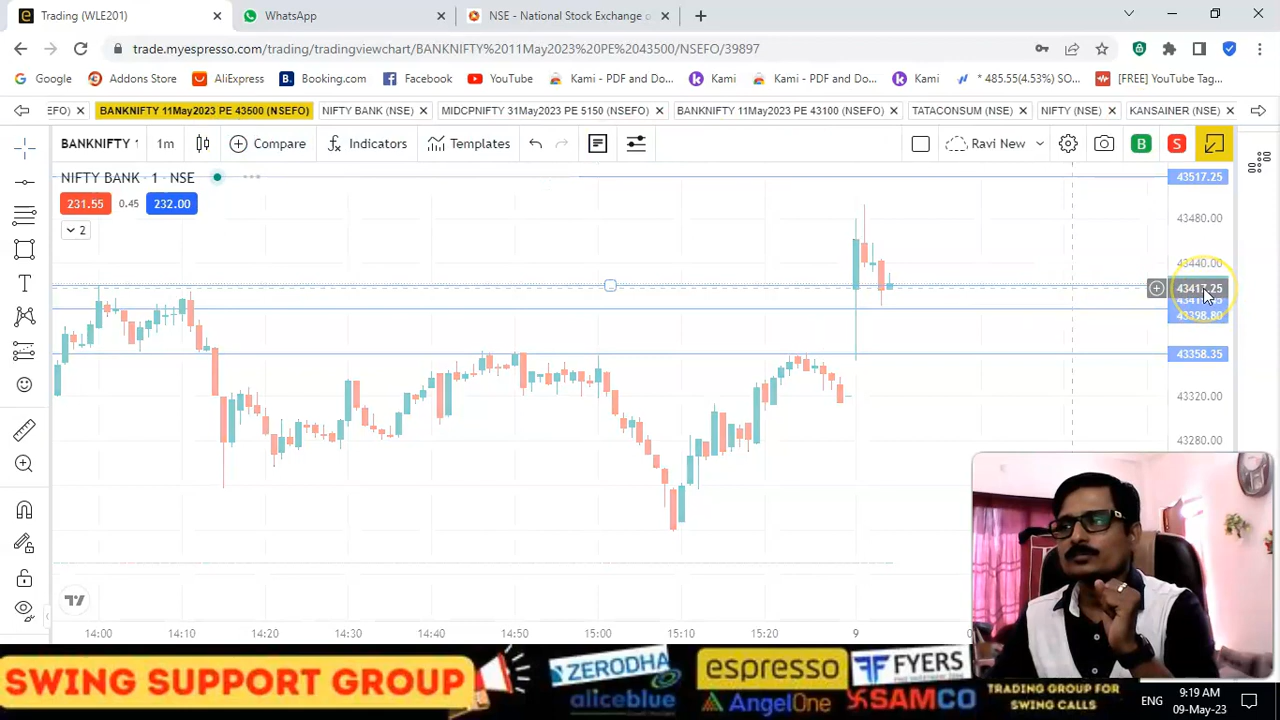 Trading (WLE201)
WhatsApp
NSE - National Stock Exchange o
trade.myespresso.com/trading/tradingviewchart/BANKNIFTY%2011May2023%20PE%2043500/NSEFO/39897
Google
Addons Store
AliExpress
Booking.com
Facebook
YouTube
Kami - PDF and Do...
Kami
Kami - PDF and Do...
Kami
* 485.55(4.53%) SO...
[FREE] YouTube Tag...
EFO)
BANKNIFTY 11May2023 PE 43500 (NSEFO)
NIFTY BANK (NSE)
MIDCPNIFTY 31May2023 PE 5150 (NSEFO)
BANKNIFTY 11May2023 PE 43100 (NSEFO)
TATACONSUM (NSE)
NIFTY (NSE)
KANSAINER (NSE)
BANKNIFTY 1
1m
Compare
Indicators
Templates
Ravi New
B
S
NIFTY BANK · 1 · NSE
231.55
0.45
232.00
2
43517.25
43480.00
43440.00
43398.80
43358.35
43320.00
43280.00
14:00
14:10
14:20
14:30
14:40
14:50
15:00
15:10
15:20
9
SWING SUPPORT GROUP
ZERODHA
aliceblue
espresso
AngelOne
FYERS
SAMCO
TRADING GROUP FOR
SWING CALLS
ENG
9:19 AM
09-May-23